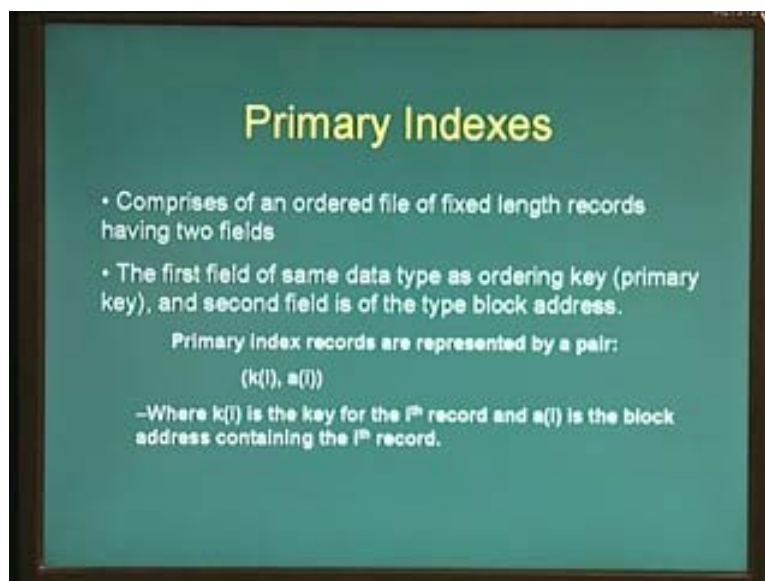 Primary Indexes
• Comprises of an ordered file of fixed length records
having two fields
• The first field of same data type as ordering key (primary
key), and second field is of the type block address.
Primary index records are represented by a pair:
(k(i), a(i))
–Where k(i) is the key for the iᵗʰ record and a(i) is the block
address containing the iᵗʰ record.